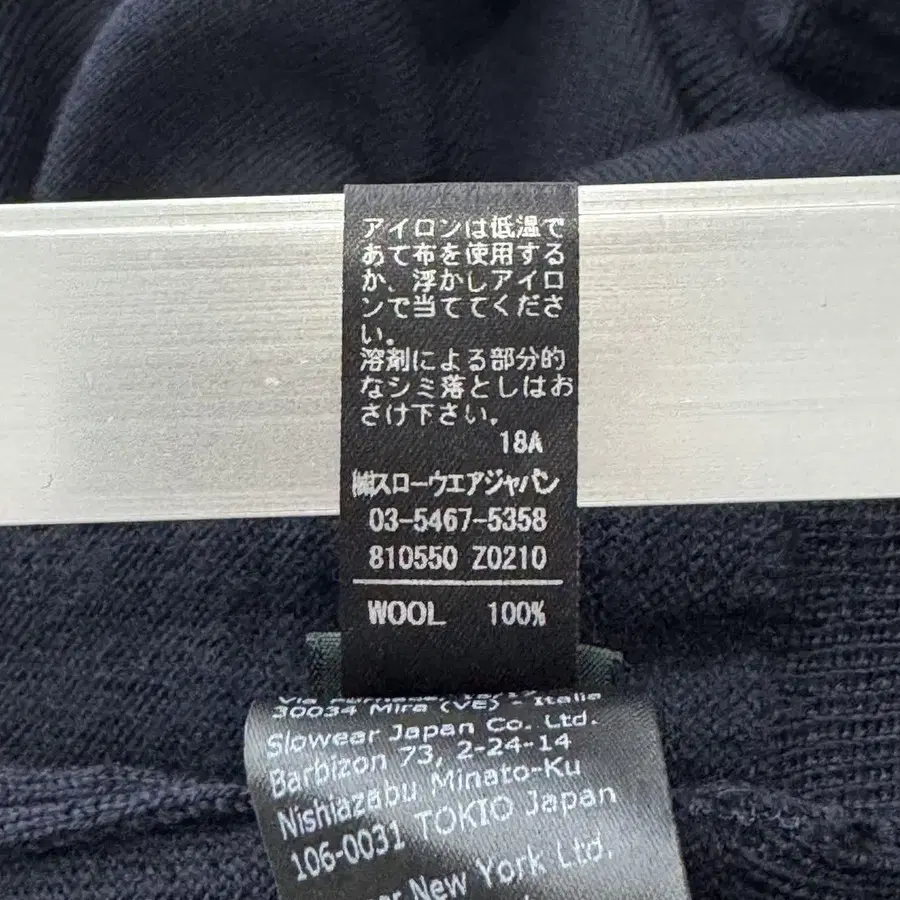 アイロンは低温で
あて布を使用する
か、浮かしアイロ
ンで当ててくださ
い。
溶剤による部分的
なシミ落としはお
さけ下さい。
18A
㈱スローウエアジャパン
03-5467-5358
810550 Z0210
WOOL 100%
Via
30034 Mira (VE) - Italia
Slowear Japan Co. Ltd.
Barbizon 73, 2-24-14
Nishiazabu Minato-Ku
106-0031 TOKIO Japan
New York Ltd.